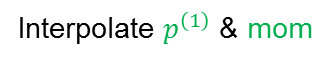 Interpolate p⁽¹⁾ & mom